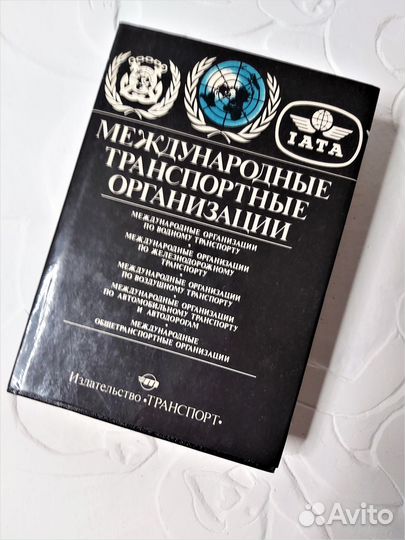 IATA
МЕЖДУНАРОДНЫЕ
ТРАНСПОРТНЫЕ
ОРГАНИЗАЦИИ
МЕЖДУНАРОДНЫЕ ОРГАНИЗАЦИИ
ПО ВОДНОМУ ТРАНСПОРТУ
МЕЖДУНАРОДНЫЕ ОРГАНИЗАЦИИ
ПО ЖЕЛЕЗНОДОРОЖНОМУ
ТРАНСПОРТУ
МЕЖДУНАРОДНЫЕ ОРГАНИЗАЦИИ
ПО ВОЗДУШНОМУ ТРАНСПОРТУ
МЕЖДУНАРОДНЫЕ ОРГАНИЗАЦИИ
ПО АВТОМОБИЛЬНОМУ ТРАНСПОРТУ
И АВТОДОРОГАМ
МЕЖДУНАРОДНЫЕ
ОБЩЕТРАНСПОРТНЫЕ ОРГАНИЗАЦИИ
Издательство «ТРАНСПОРТ»
Avito